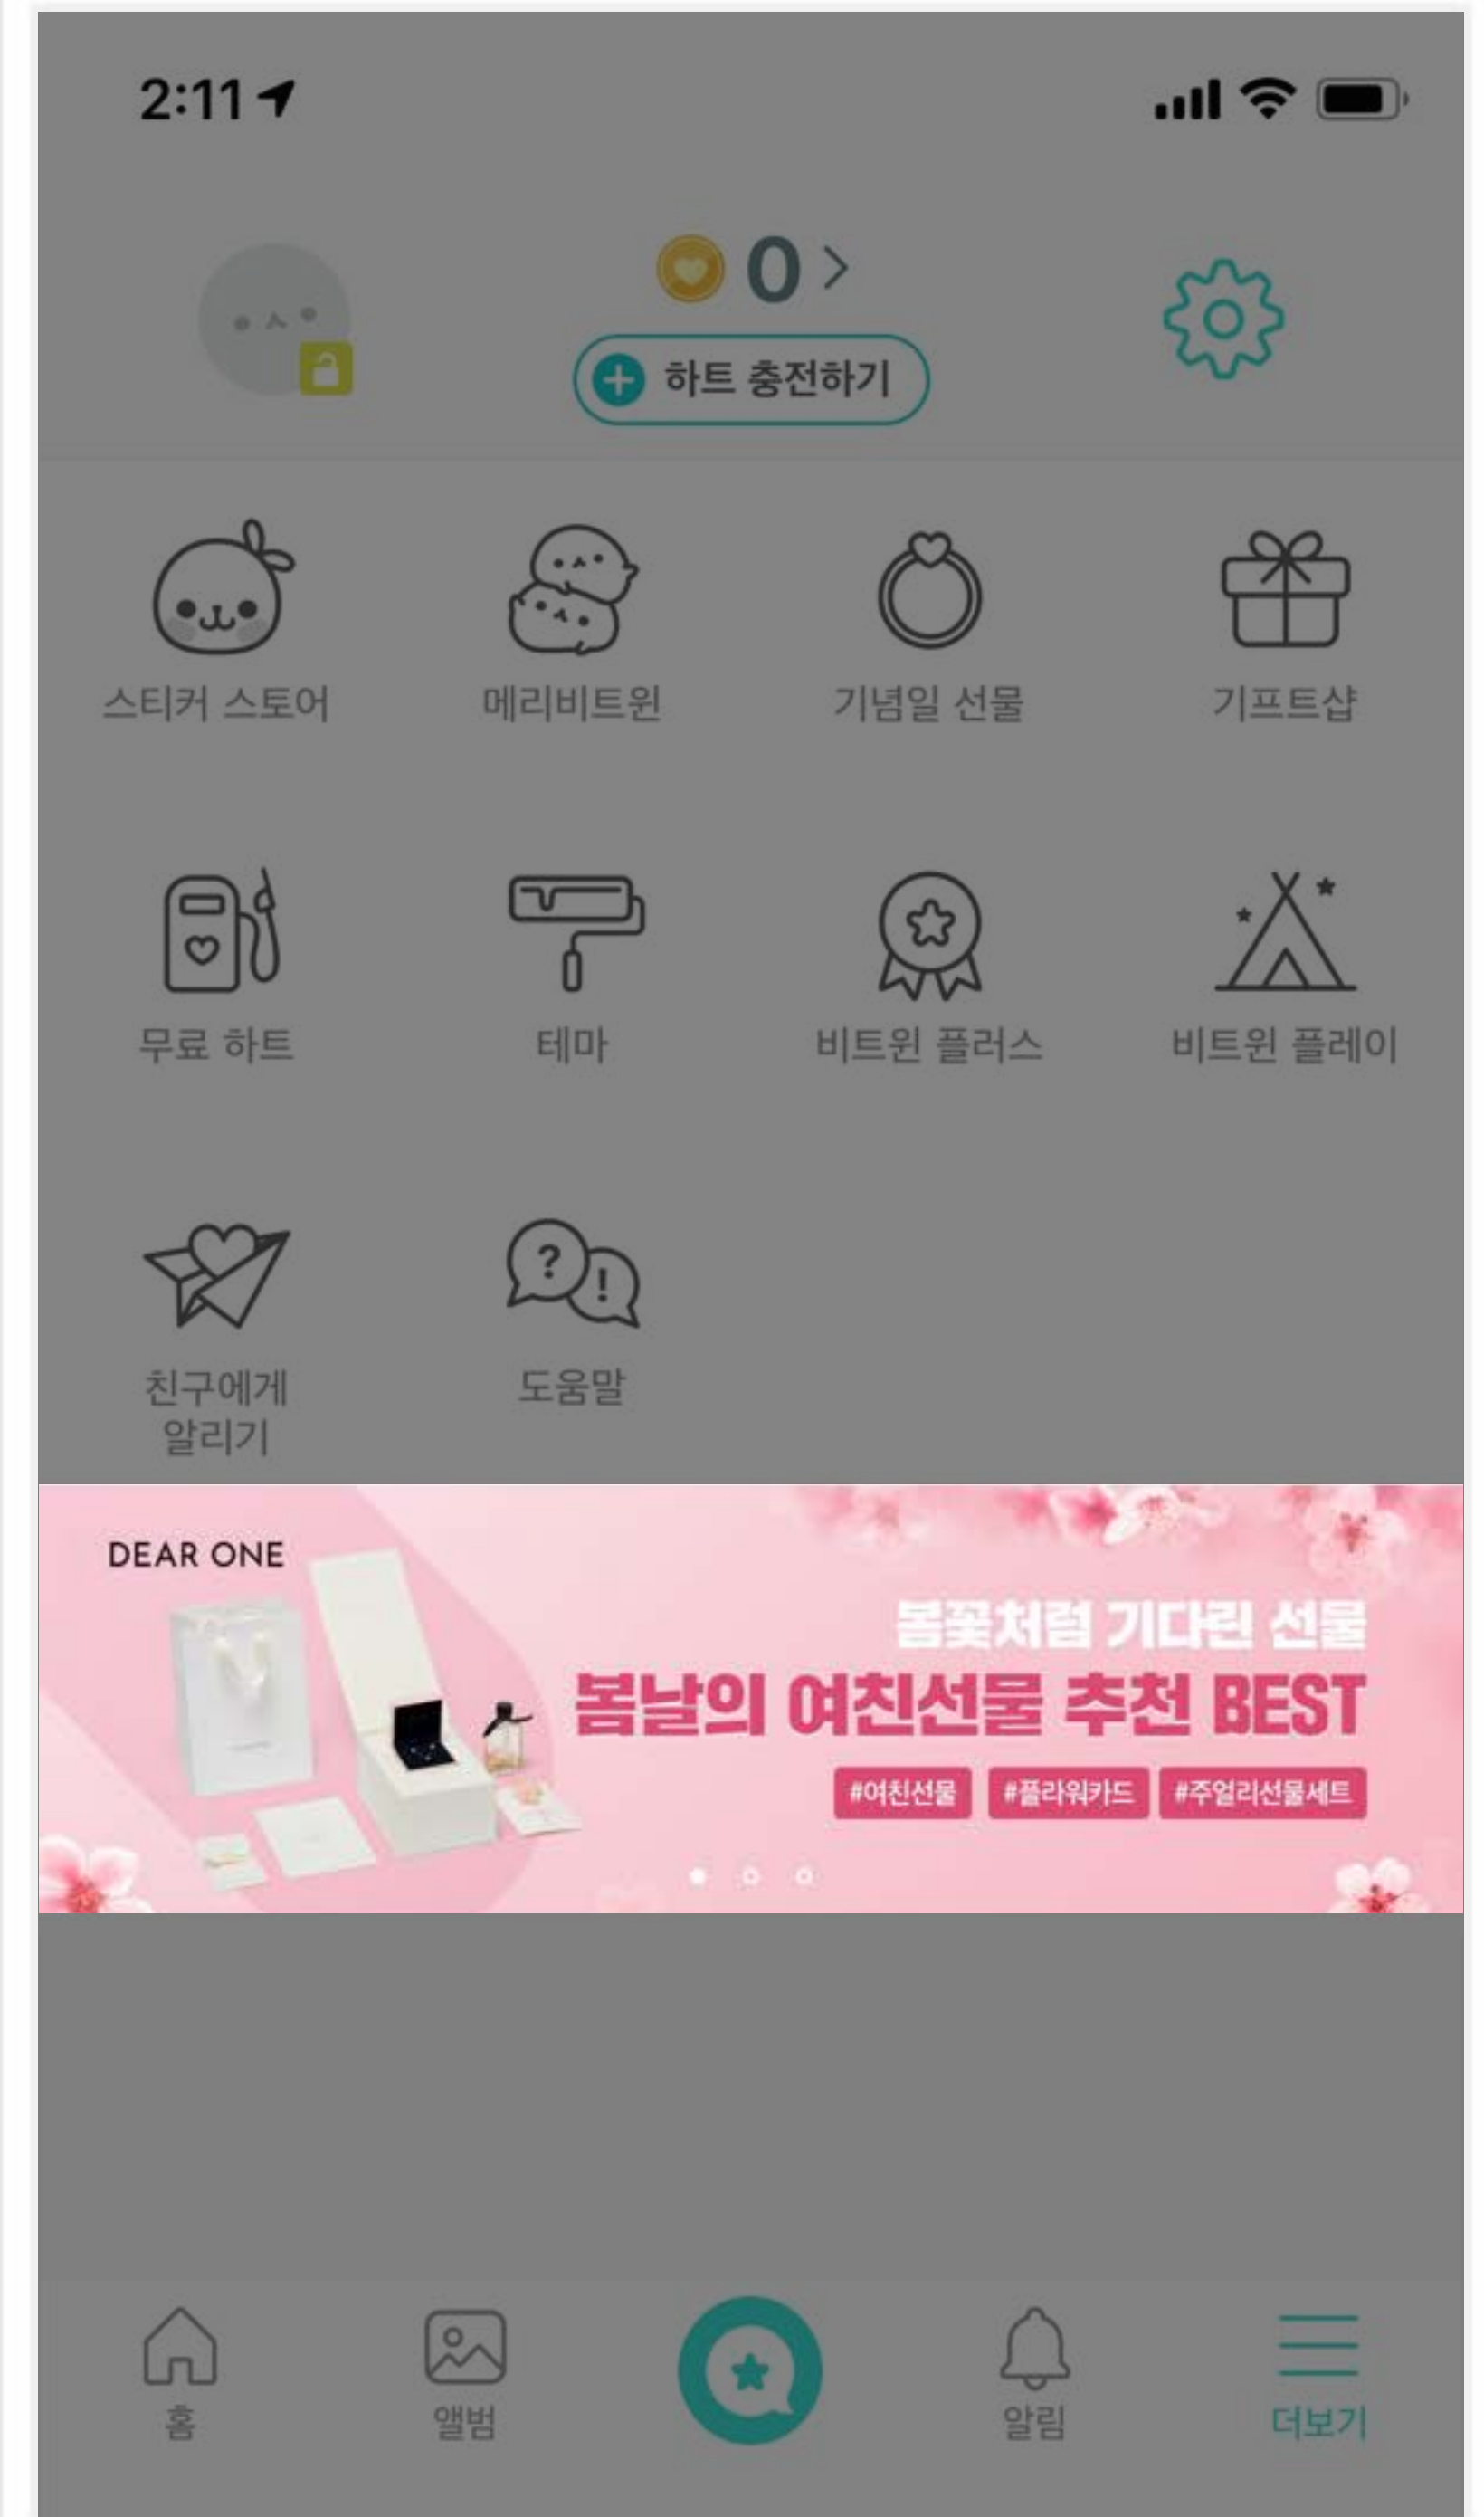 2:11
0 >
하트 충전하기
스티커 스토어
메리비트윈
기념일 선물
기프트샵
무료 하트
테마
비트윈 플러스
비트윈 플레이
친구에게
알리기
도움말
DEAR ONE
봄꽃처럼 기다린 선물
봄날의 여친선물 추천 BEST
#여친선물 #플라워카드 #주얼리선물세트
홈
앨범
알림
더보기